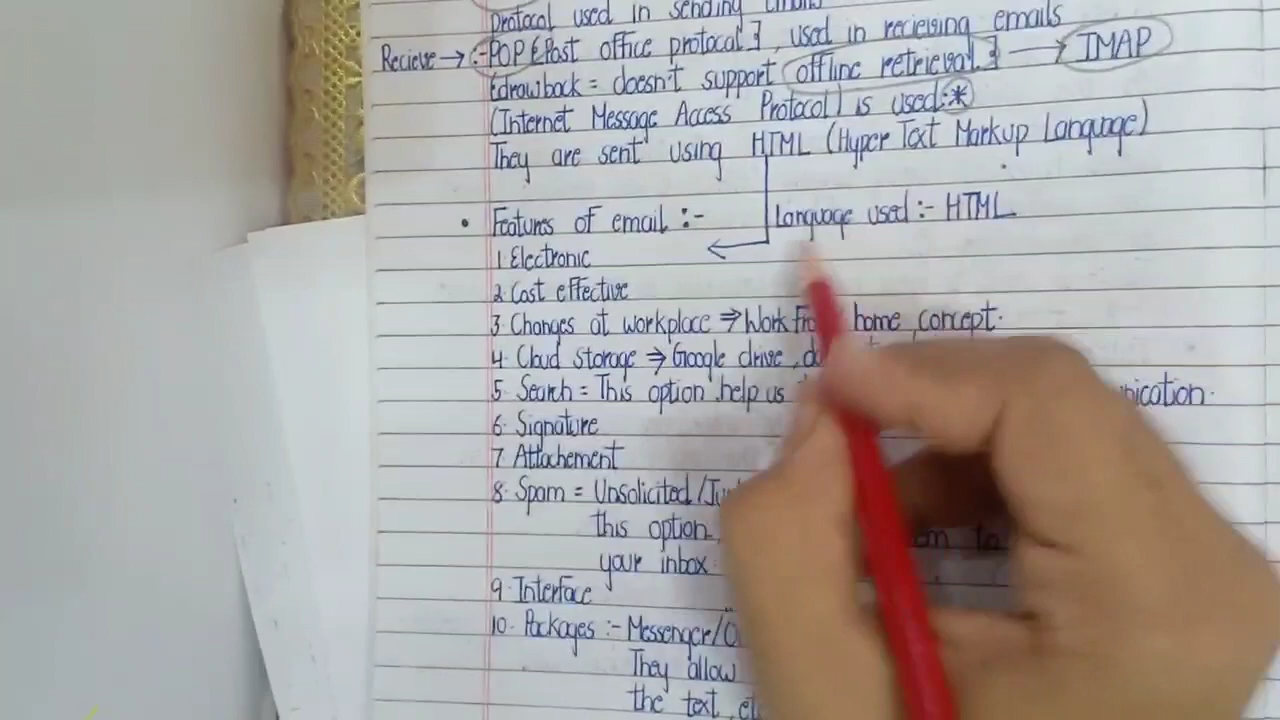 Protocol used in sending emails
Recieve → :- POP {Post office protocal}, used in recieving emails
{drawback = doesn't support offline retrieval} → IMAP
(Internet Message Access Protocol) is used:*
They are sent using HTML (Hyper Text Markup Language)
• Features of email :-
Language used :- HTML
1 Electronic
2. Cost effective
3. Changes at workplace ⇒ Work From home concept.
4. Cloud storage ⇒ Google drive,
5. Search = This option help us
6. Signature
7 Attachement
8. Spam = Unsolicited/
this option
your inbox
9. Interface
10. Packages :- Messenger/
They allow
the text,